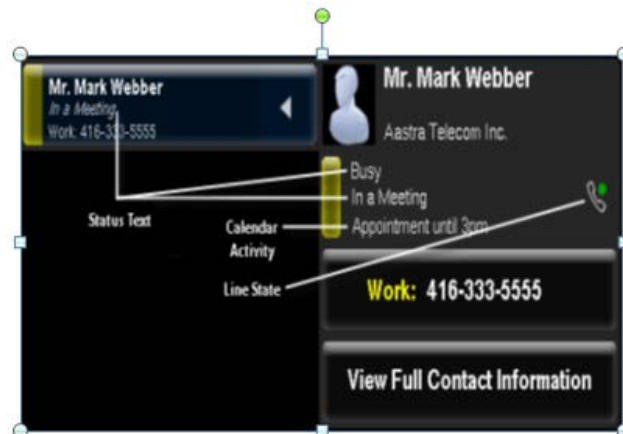 Mr. Mark Webber
In a Meeting
Work: 416-333-5555
Mr. Mark Webber
Aastra Telecom Inc.
Busy
In a Meeting
Appointment until 3pm
Status Text
Calendar
Activity
Line State
Work: 416-333-5555
View Full Contact Information